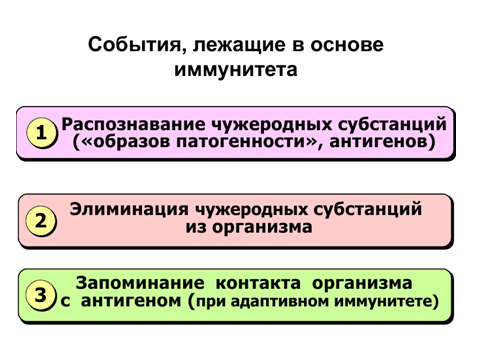 События, лежащие в основе
иммунитета
1 Распознавание чужеродных субстанций
(«образов патогенности», антигенов)
2 Элиминация чужеродных субстанций
из организма
3 Запоминание контакта организма
с антигеном (при адаптивном иммунитете)